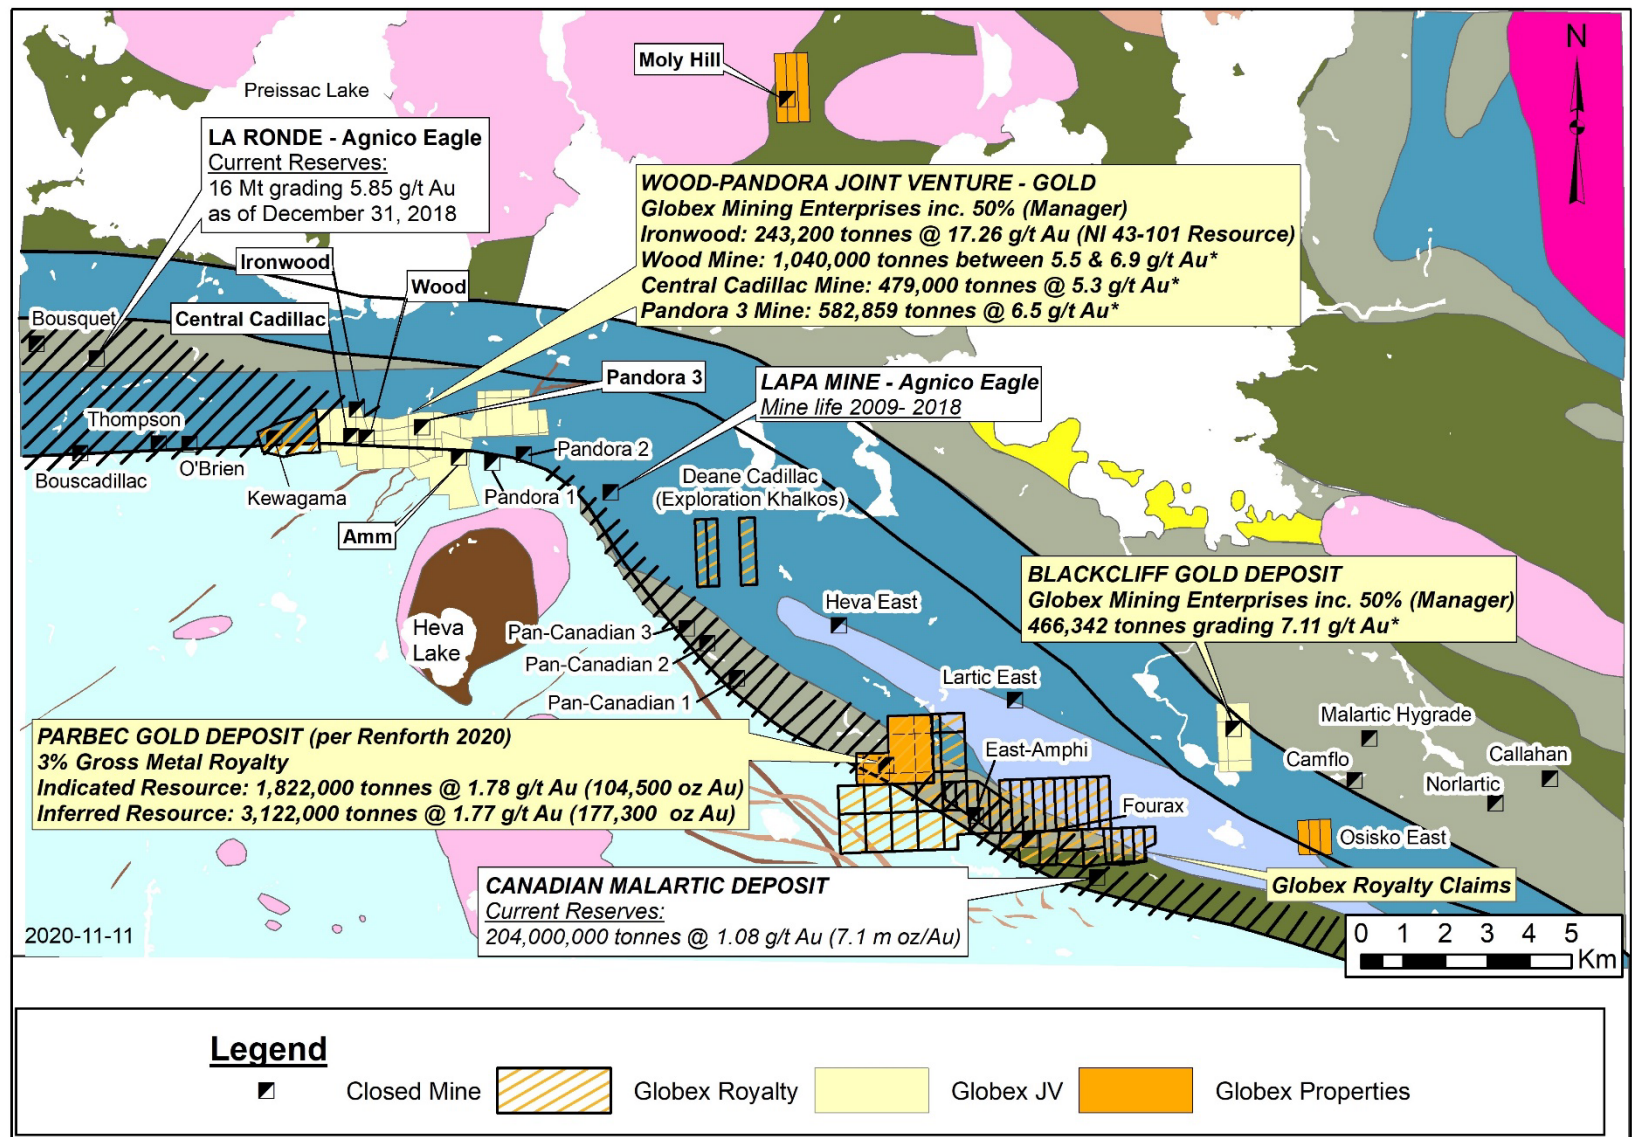 N
Moly Hill
Preissac Lake
LA RONDE - Agnico Eagle
Current Reserves:
16 Mt grading 5.85 g/t Au
as of December 31, 2018
WOOD-PANDORA JOINT VENTURE - GOLD
Globex Mining Enterprises inc. 50% (Manager)
Ironwood: 243,200 tonnes @ 17.26 g/t Au (NI 43-101 Resource)
Wood Mine: 1,040,000 tonnes between 5.5 & 6.9 g/t Au*
Central Cadillac Mine: 479,000 tonnes @ 5.3 g/t Au*
Pandora 3 Mine: 582,859 tonnes @ 6.5 g/t Au*
Ironwood
Wood
Bousquet
Central Cadillac
Pandora 3
LAPA MINE - Agnico Eagle
Mine life 2009- 2018
Thompson
O'Brien
Bouscadillac
Kewagama
Amm
Pandora 1
Pandora 2
Deane Cadillac
(Exploration Khalkos)
BLACKCLIFF GOLD DEPOSIT
Globex Mining Enterprises inc. 50% (Manager)
466,342 tonnes grading 7.11 g/t Au*
Heva
Lake
Heva East
Pan-Canadian 3
Pan-Canadian 2
Pan-Canadian 1
Lartic East
Malartic Hygrade
Camflo
Callahan
Norlartic
PARBEC GOLD DEPOSIT (per Renforth 2020)
3% Gross Metal Royalty
Indicated Resource: 1,822,000 tonnes @ 1.78 g/t Au (104,500 oz Au)
Inferred Resource: 3,122,000 tonnes @ 1.77 g/t Au (177,300 oz Au)
East-Amphi
Fourax
Osisko East
Globex Royalty Claims
CANADIAN MALARTIC DEPOSIT
Current Reserves:
204,000,000 tonnes @ 1.08 g/t Au (7.1 m oz/Au)
2020-11-11
0 1 2 3 4 5
Km
Legend
Closed Mine
Globex Royalty
Globex JV
Globex Properties